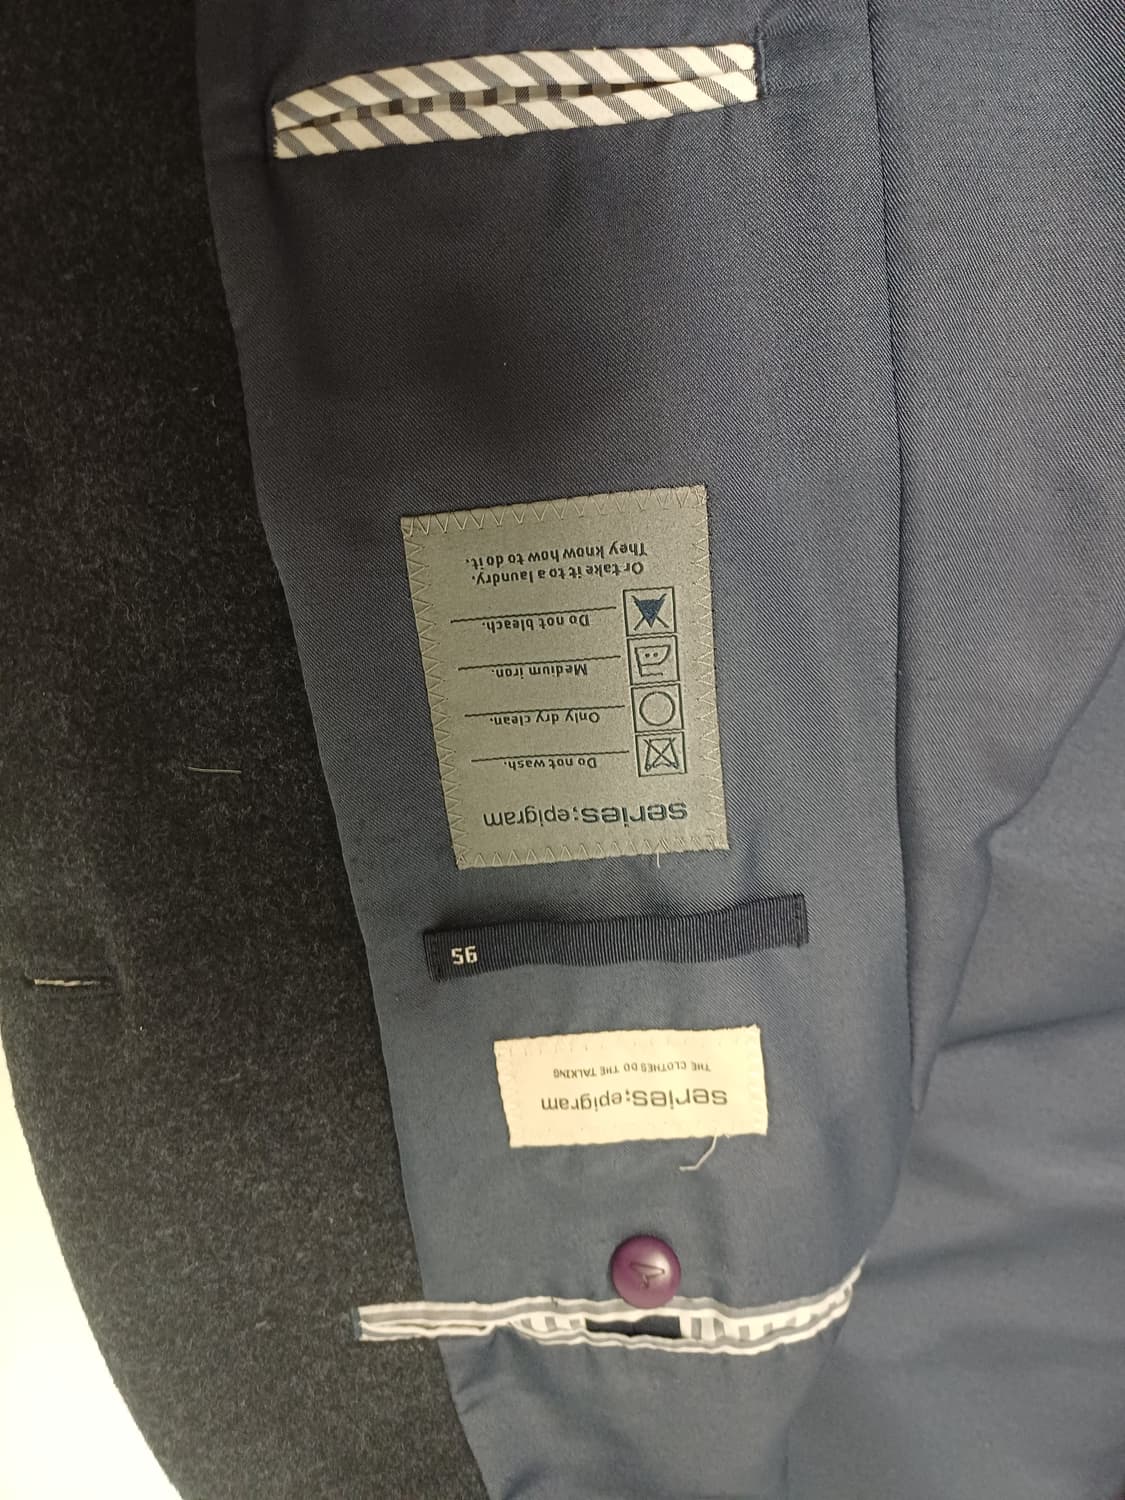 series;epigram
THE CLOTHES DO THE TALKING
95
series;epigram
Do not wash.
Only dry clean.
Medium iron.
Do not bleach.
Or take it to a laundry.
They know how to do it.